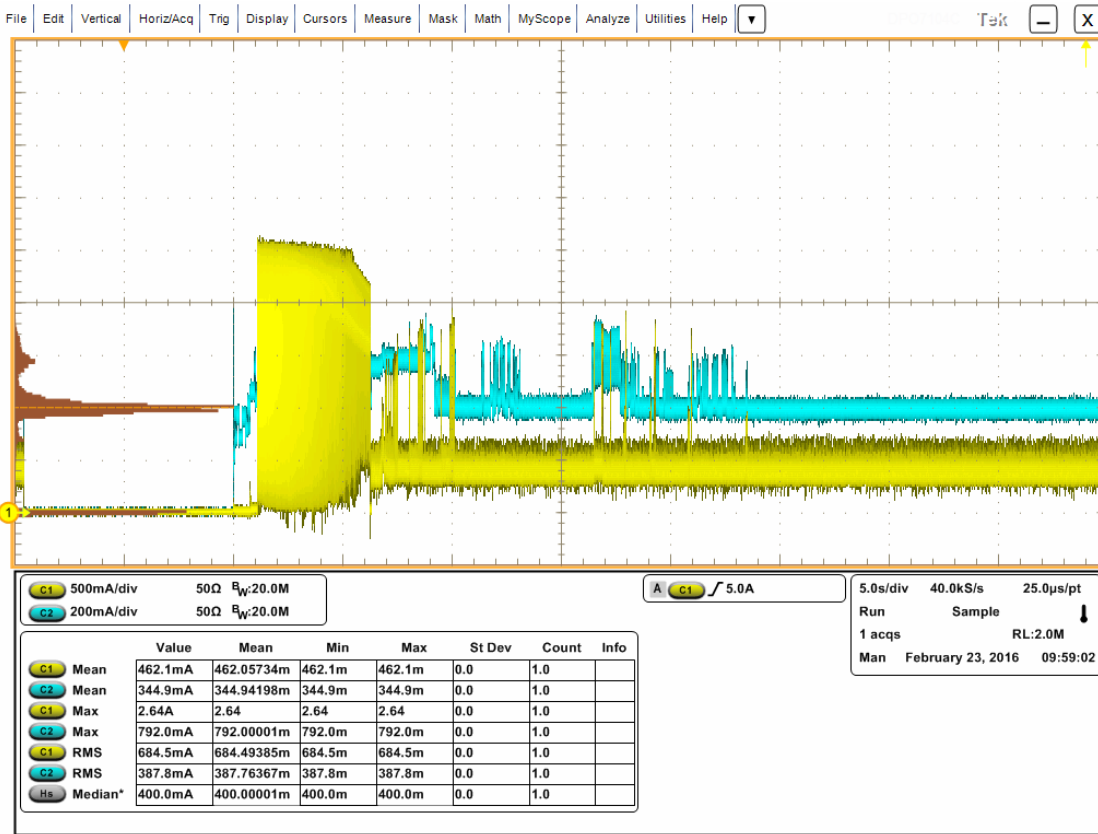 File Edit Vertical Horiz/Acq Trig Display Cursors Measure Mask Math MyScope Analyze Utilities Help ▼ Tek X
1
C1 500mA/div 50Ω BW:20.0M
C2 200mA/div 50Ω BW:20.0M
A C1 5.0A
5.0s/div 40.0kS/s 25.0µs/pt
Run Sample
1 acqs RL:2.0M
Man February 23, 2016 09:59:02
Value Mean Min Max St Dev Count Info
C1 Mean 462.1mA 462.05734m 462.1m 462.1m 0.0 1.0
C2 Mean 344.9mA 344.94198m 344.9m 344.9m 0.0 1.0
C1 Max 2.64A 2.64 2.64 2.64 0.0 1.0
C2 Max 792.0mA 792.00001m 792.0m 792.0m 0.0 1.0
C1 RMS 684.5mA 684.49385m 684.5m 684.5m 0.0 1.0
C2 RMS 387.8mA 387.76367m 387.8m 387.8m 0.0 1.0
Hs Median* 400.0mA 400.00001m 400.0m 400.0m 0.0 1.0